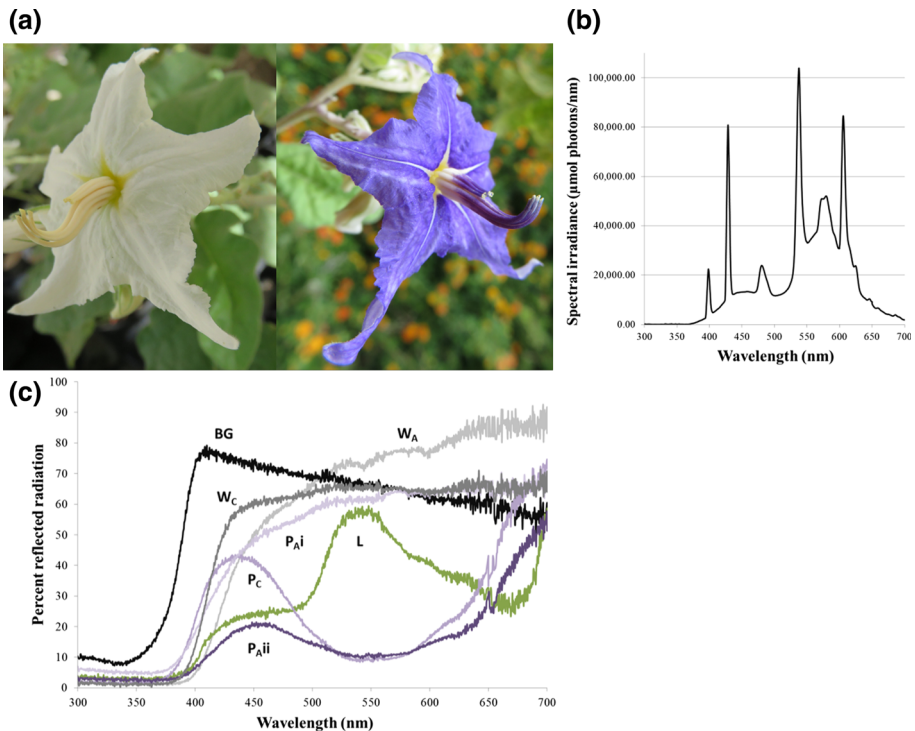 (a)
(b)
Spectral irradiance (µmol photons/nm)
100,000.00
80,000.00
60,000.00
40,000.00
20,000.00
0.00
300 350 400 450 500 550 600 650 700
Wavelength (nm)
(c)
Percent reflected radiation
100
90
80
70
60
50
40
30
20
10
0
BG
WA
WC
PAi
L
PC
PAii
300 350 400 450 500 550 600 650 700
Wavelength (nm)